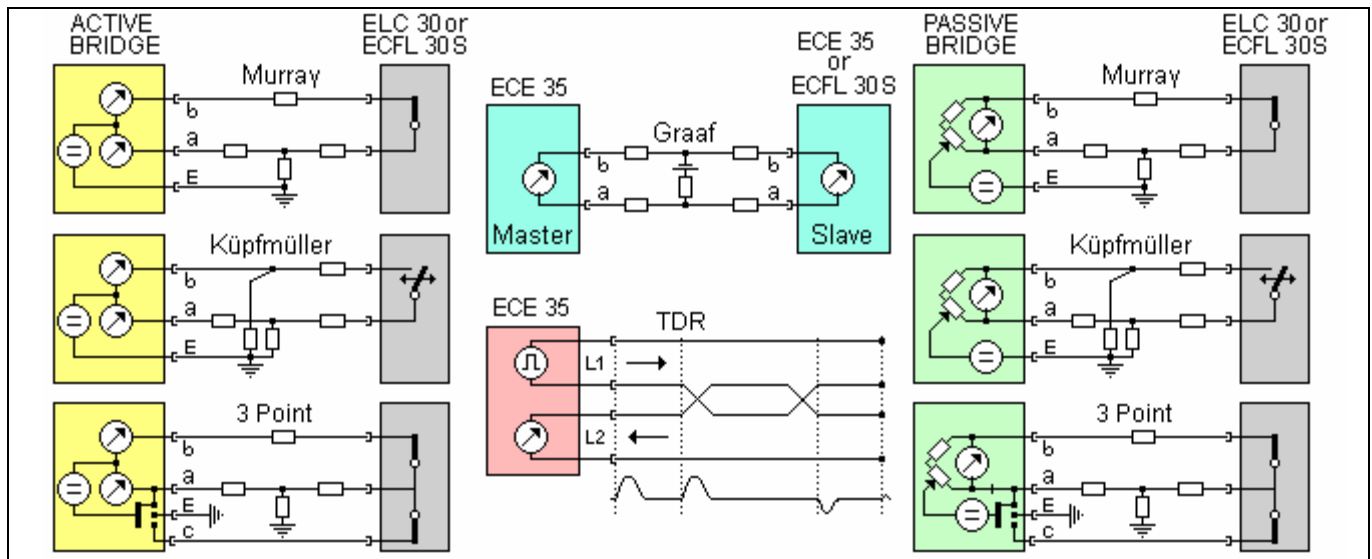 ACTIVE
BRIDGE
ELC 30 or
ECFL 30S
Murray
b
a
E
Küpfmüller
b
a
E
3 Point
b
a
E
c
ECE 35
ECE 35
or
ECFL 30S
Graaf
b
a
b
a
Master
Slave
ECE 35
TDR
L1
L2
PASSIVE
BRIDGE
ELC 30 or
ECFL 30S
Murray
b
a
E
Küpfmüller
b
a
E
3 Point
b
a
E
c